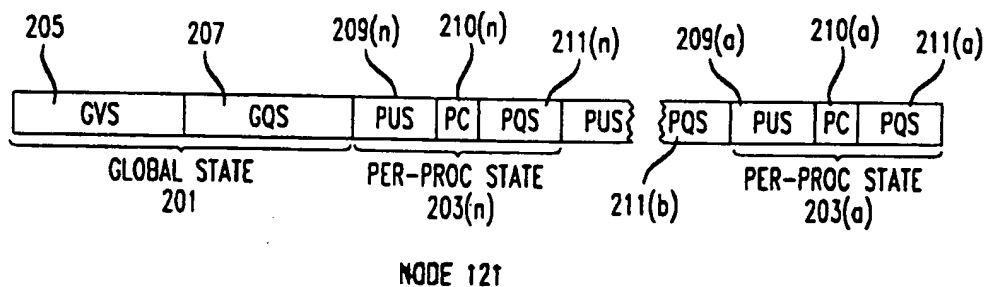 205 207 209(n) 210(n) 211(n) 209(a) 210(a) 211(a)
GVS GQS PUS PC PQS PUS PQS PUS PC PQS
GLOBAL STATE 201
PER-PROC STATE 203(n)
211(b)
PER-PROC STATE 203(a)
NODE 121